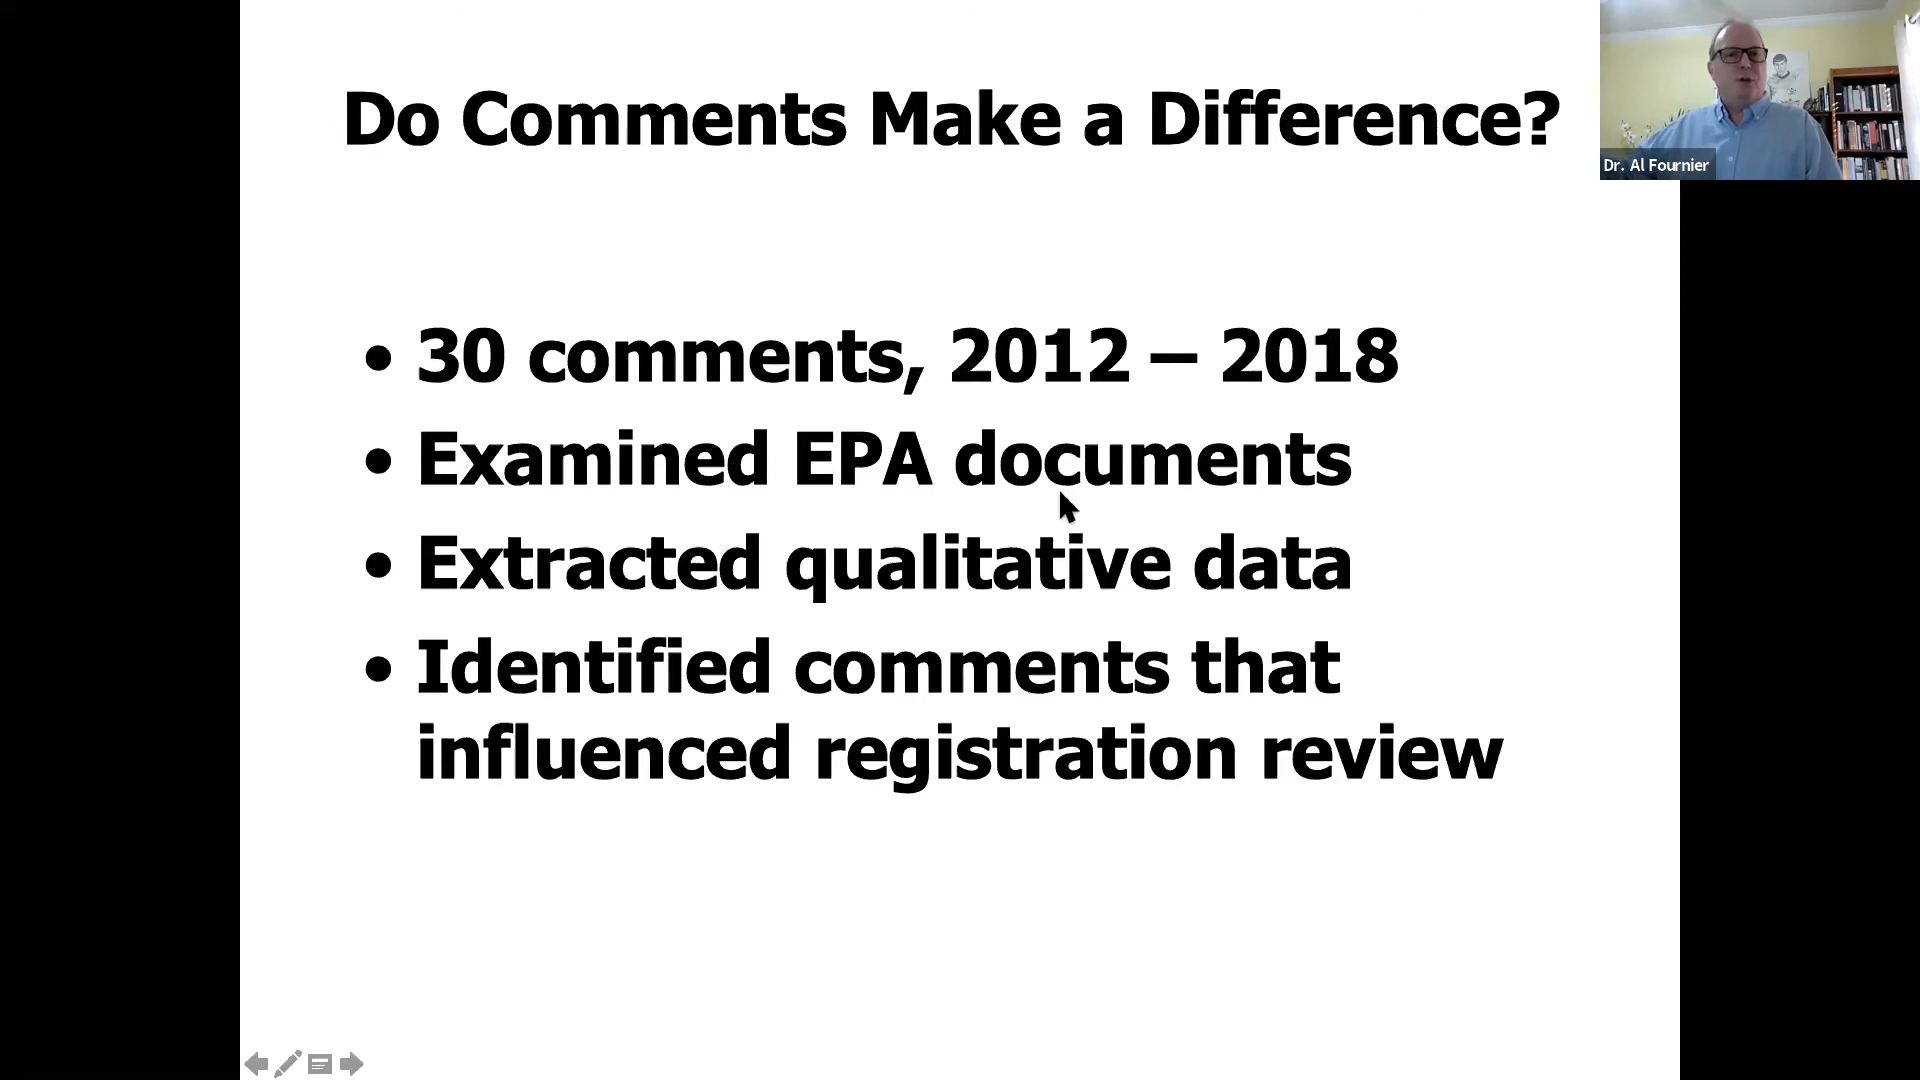 Do Comments Make a Difference?
Dr. Al Fournier
• 30 comments, 2012 – 2018
• Examined EPA documents
• Extracted qualitative data
• Identified comments that
influenced registration review